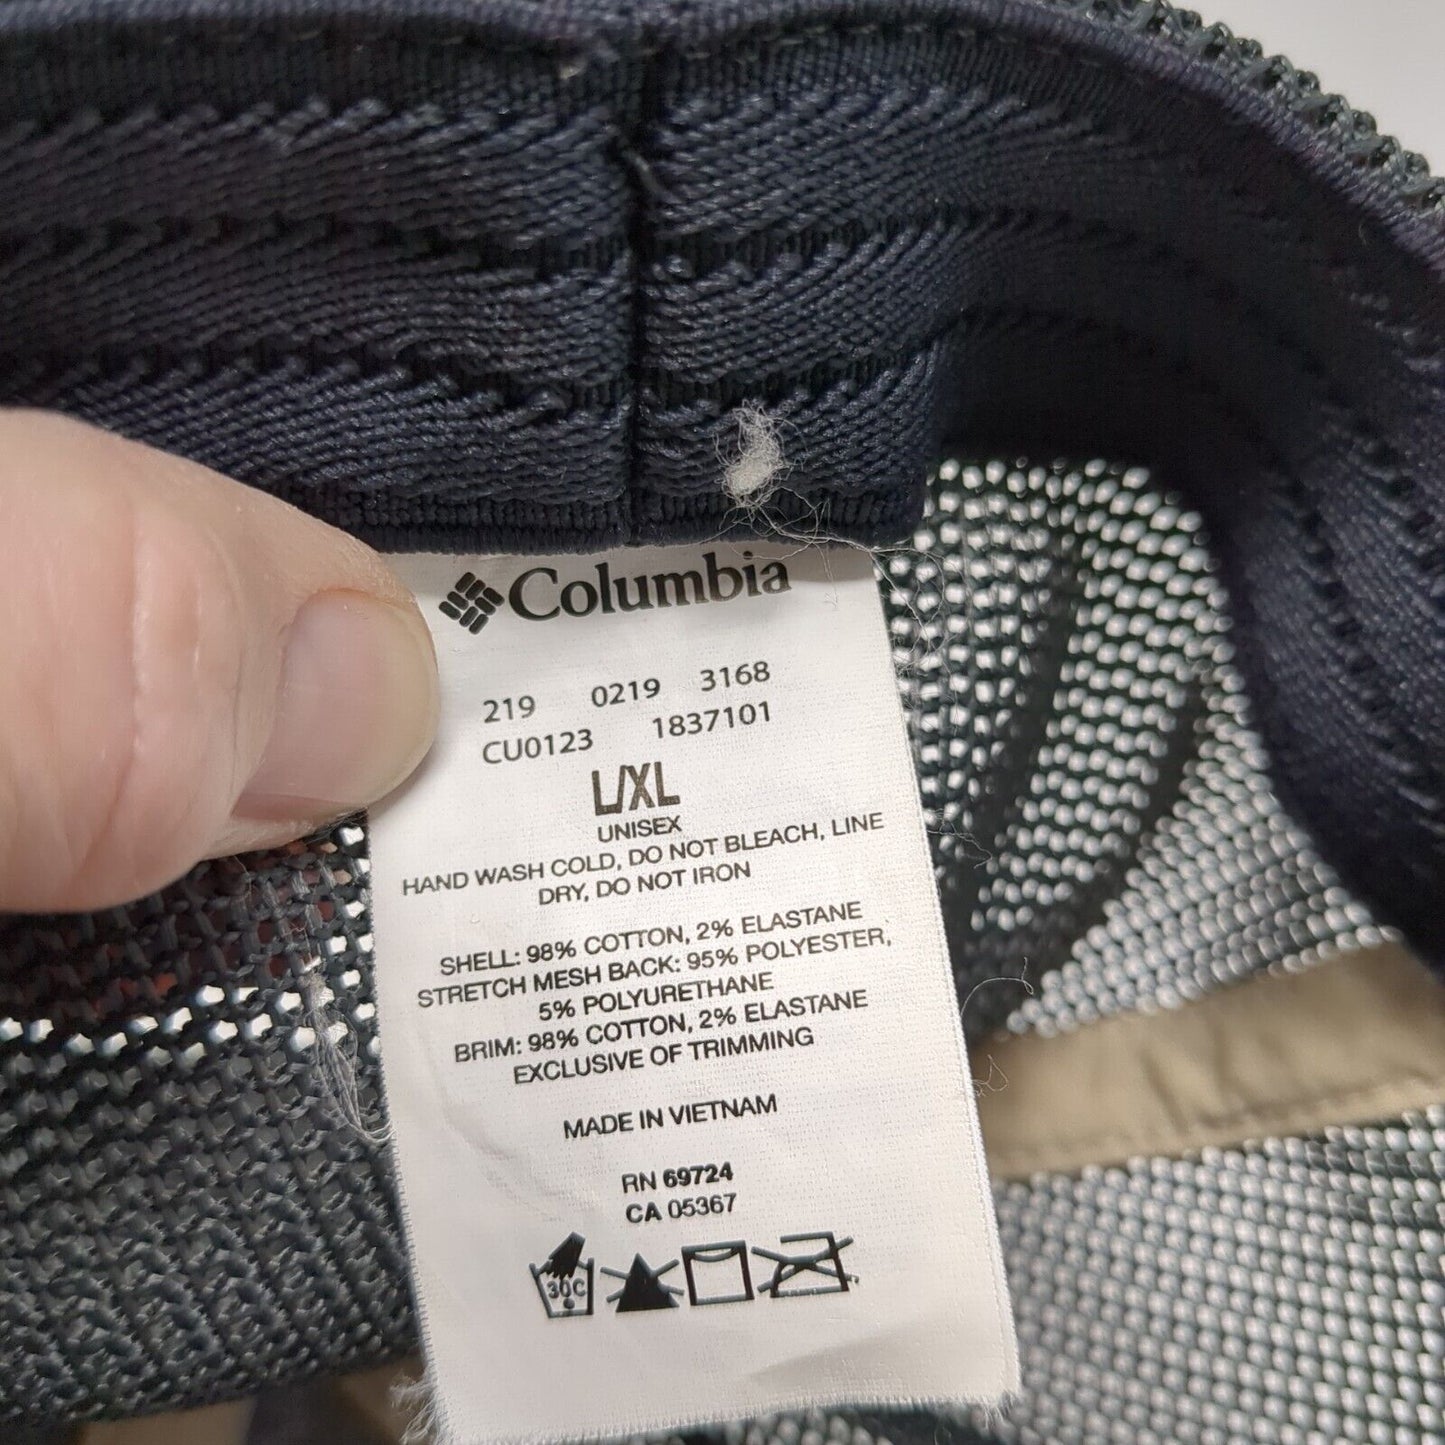 Columbia
219 0219 3168
CU0123 1837101
L/XL
UNISEX
HAND WASH COLD, DO NOT BLEACH, LINE
DRY, DO NOT IRON
SHELL: 98% COTTON, 2% ELASTANE
STRETCH MESH BACK: 95% POLYESTER,
5% POLYURETHANE
BRIM: 98% COTTON, 2% ELASTANE
EXCLUSIVE OF TRIMMING
MADE IN VIETNAM
RN 69724
CA 05367
30C